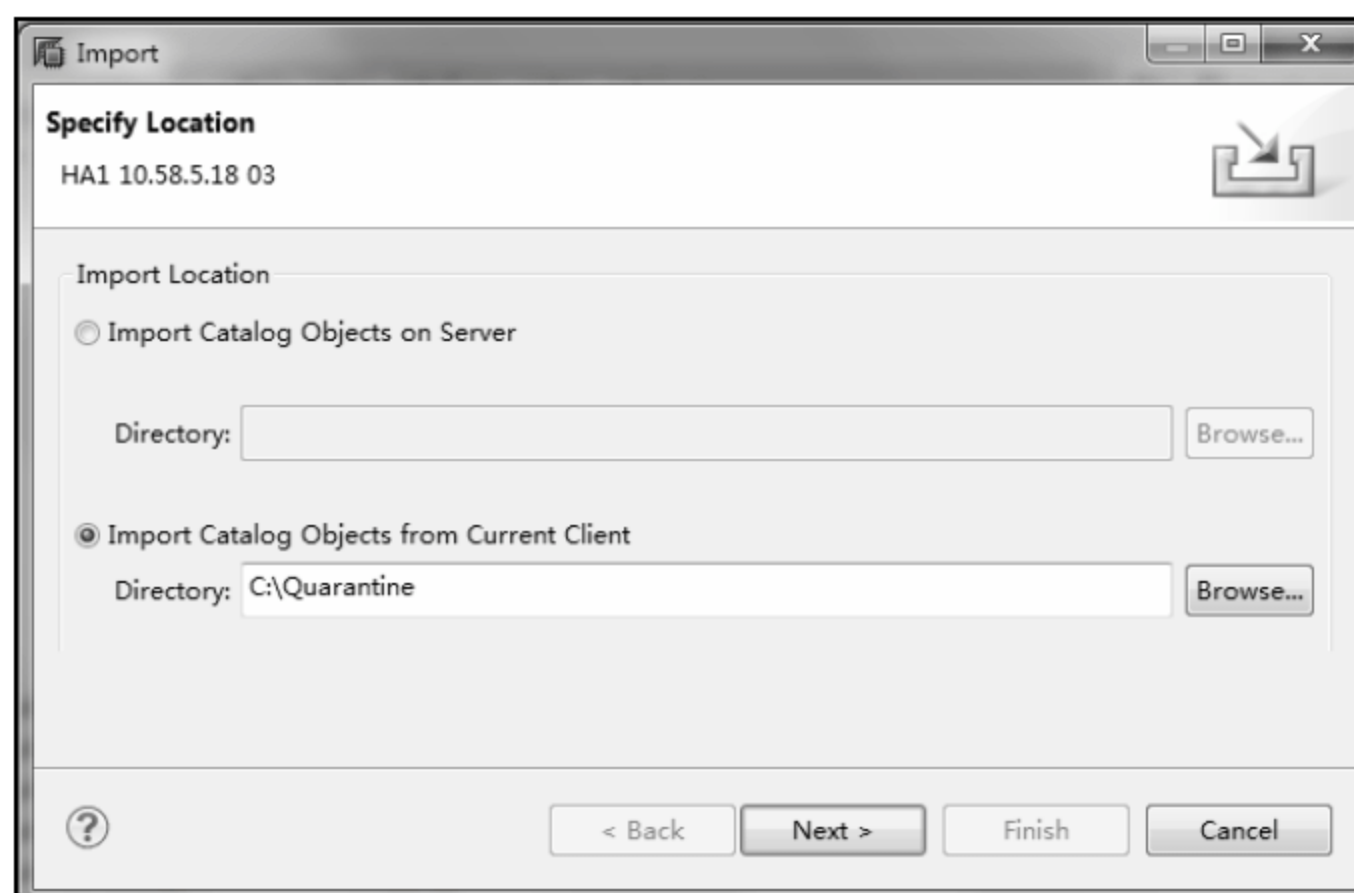 Import
Specify Location
HA1 10.58.5.18 03
Import Location
Import Catalog Objects on Server
Directory:
Browse...
Import Catalog Objects from Current Client
Directory: C:\Quarantine
Browse...
?
< Back
Next >
Finish
Cancel